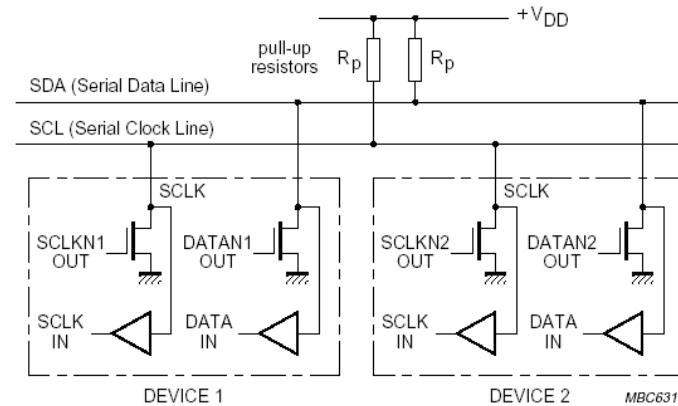 +VDD
pull-up
resistors
Rp
Rp
SDA (Serial Data Line)
SCL (Serial Clock Line)
SCLK
SCLK
SCLKN1
OUT
DATAN1
OUT
SCLKN2
OUT
DATAN2
OUT
SCLK
IN
DATA
IN
SCLK
IN
DATA
IN
DEVICE 1
DEVICE 2
MBC631